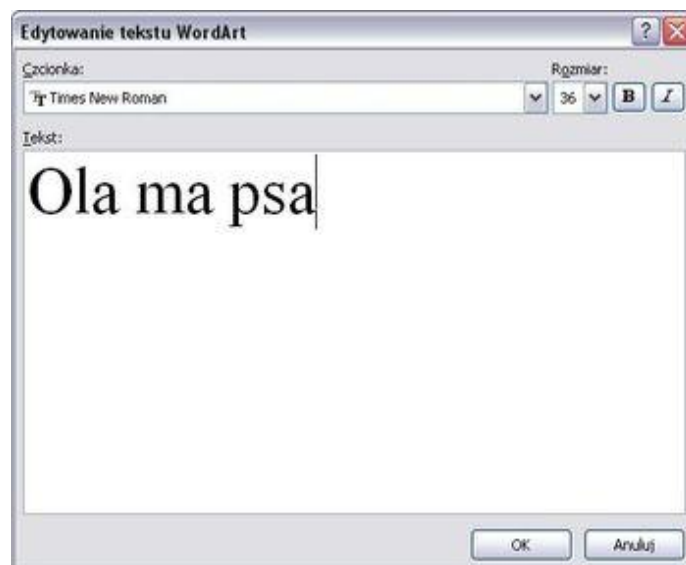 Edytowanie tekstu WordArt
Czcionka: Rozmiar:
Times New Roman 36 B I
Tekst:
Ola ma psa
OK Anuluj